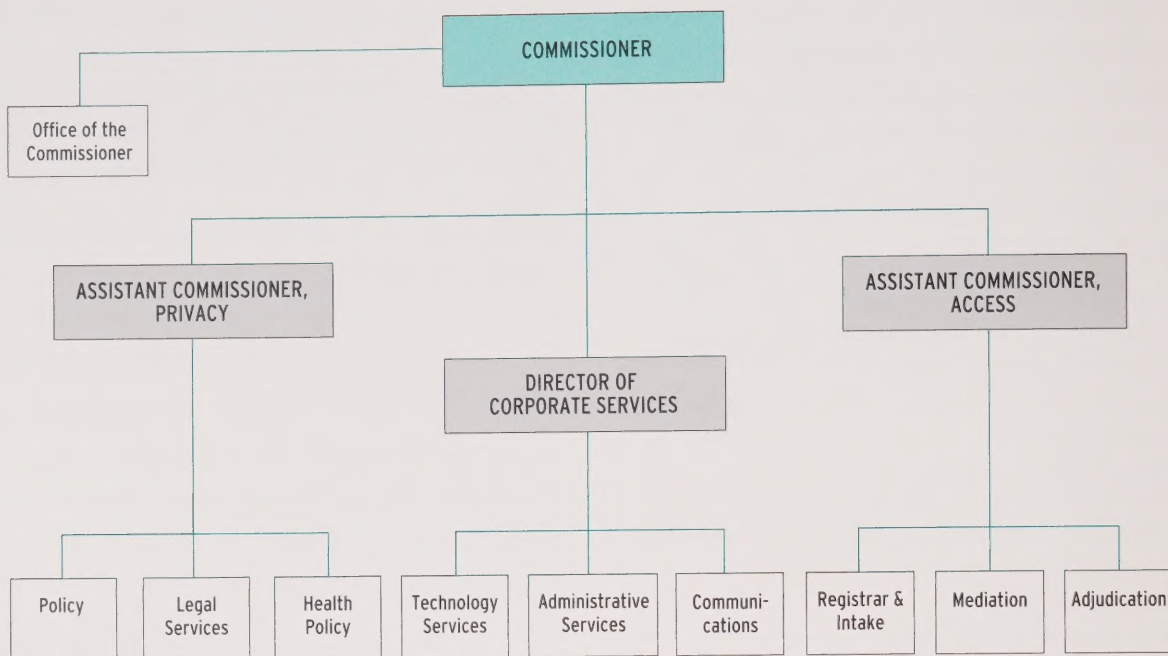 COMMISSIONER
Office of the
Commissioner
ASSISTANT COMMISSIONER,
PRIVACY
ASSISTANT COMMISSIONER,
ACCESS
DIRECTOR OF
CORPORATE SERVICES
Policy
Legal
Services
Health
Policy
Technology
Services
Administrative
Services
Communi-
cations
Registrar &
Intake
Mediation
Adjudication